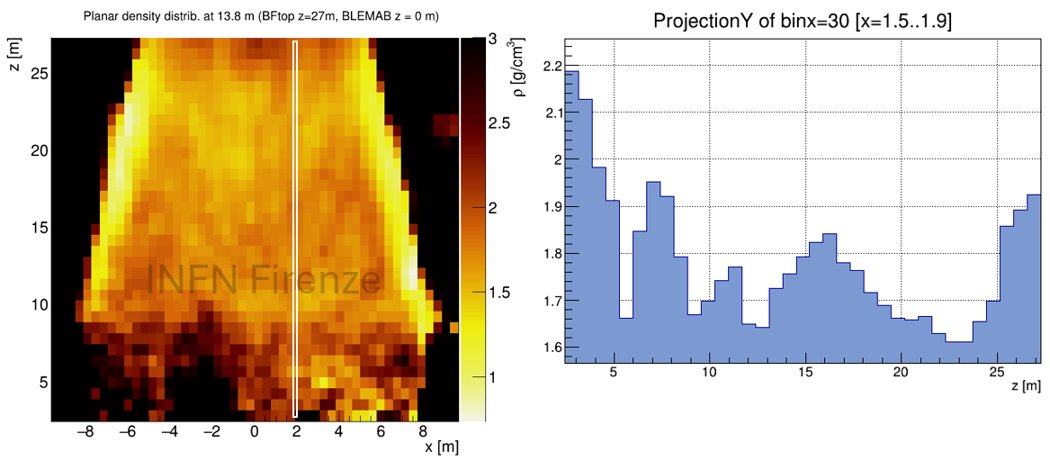 Planar density distrib. at 13.8 m (BFtop z=27m, BLEMAB z = 0 m)
z [m]
25
20
15
10
5
−8 −6 −4 −2 0 2 4 6 8
x [m]
INFN Firenze
3
2.5
2
1.5
1
ρ [g/cm³]
ProjectionY of binx=30 [x=1.5..1.9]
2.2
2.1
2
1.9
1.8
1.7
1.6
5 10 15 20 25
z [m]